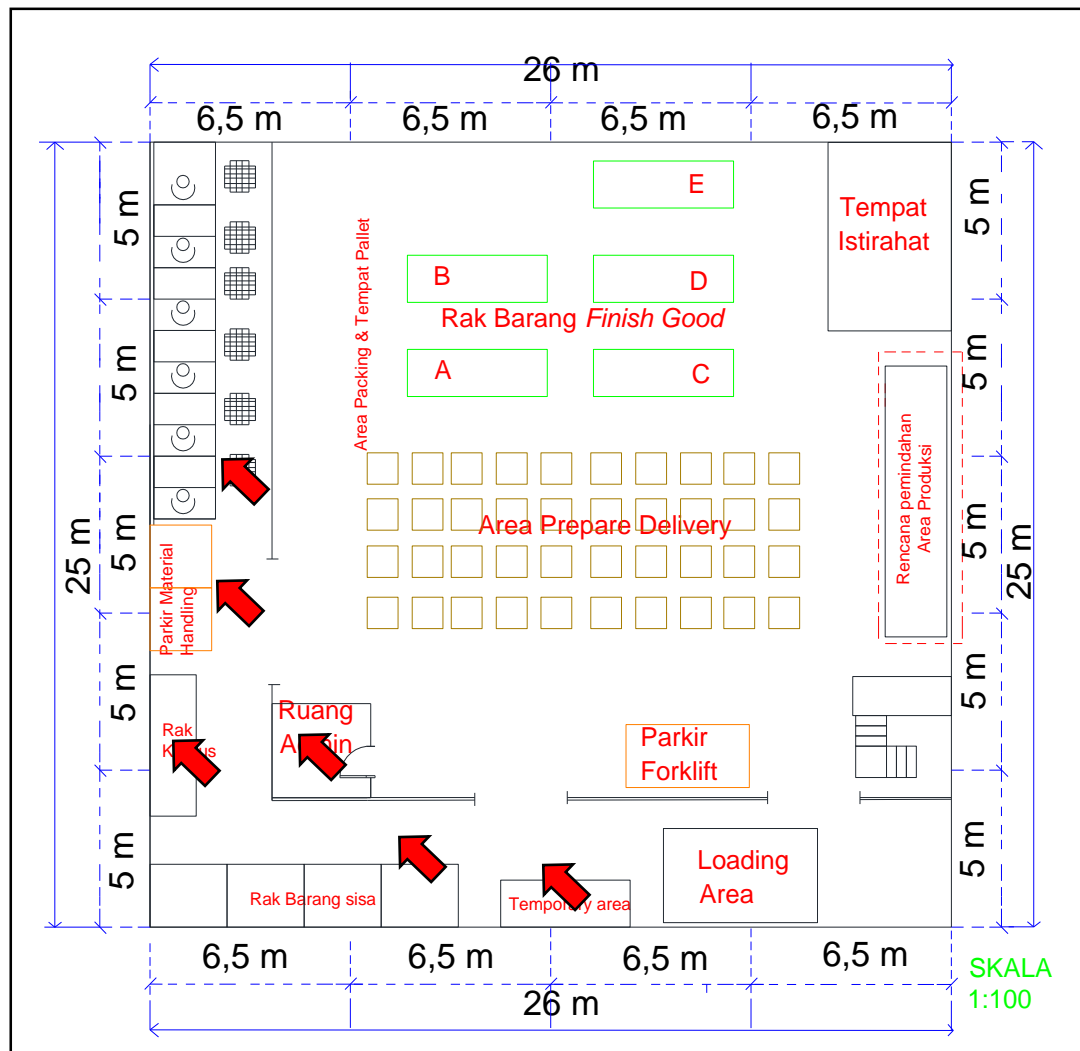 26 m
6,5 m 6,5 m 6,5 m 6,5 m
5 m
5 m
5 m
5 m
5 m
25 m
5 m
5 m
5 m
5 m
5 m
25 m
E
Tempat
Istirahat
B
D
Rak Barang Finish Good
A
C
Area Packing & Tempat Pallet
Area Prepare Delivery
Rencana pemindahan
Area Produksi
Parkir Material
Handling
Rak
Ruang
Parkir
Forklift
Loading
Area
Rak Barang sisa
Temporary area
6,5 m 6,5 m 6,5 m 6,5 m
26 m
SKALA
1:100